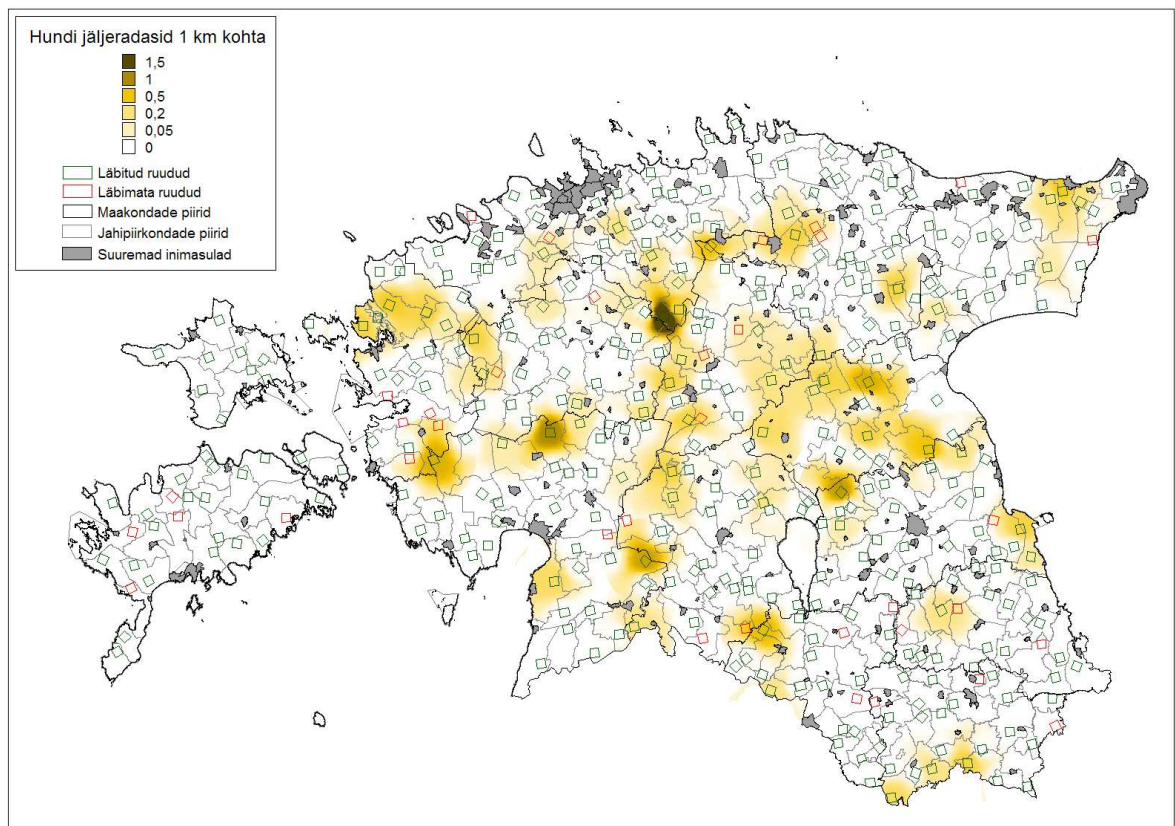 Hundi jäljeradasid 1 km kohta
1,5
1
0,5
0,2
0,05
0
Läbitud ruudud
Läbimata ruudud
Maakondade piirid
Jahipiirkondade piirid
Suuremad inimasulad